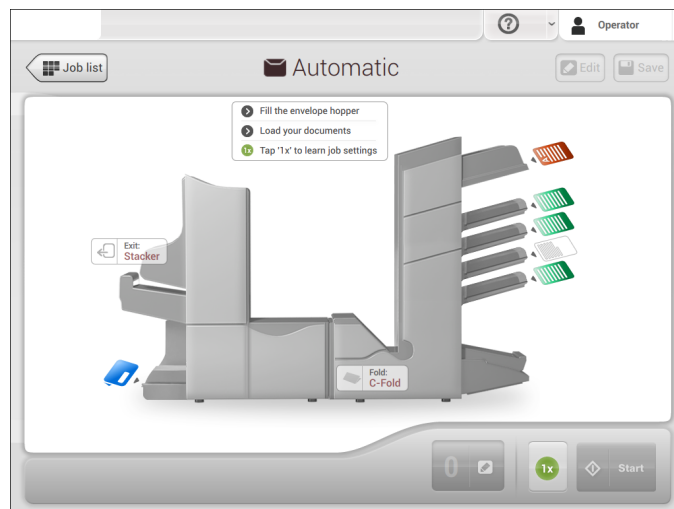 Operator
Job list
Automatic
Edit
Save
Fill the envelope hopper
Load your documents
1x Tap '1x' to learn job settings
Exit:
Stacker
Fold:
C-Fold
0
1x
Start